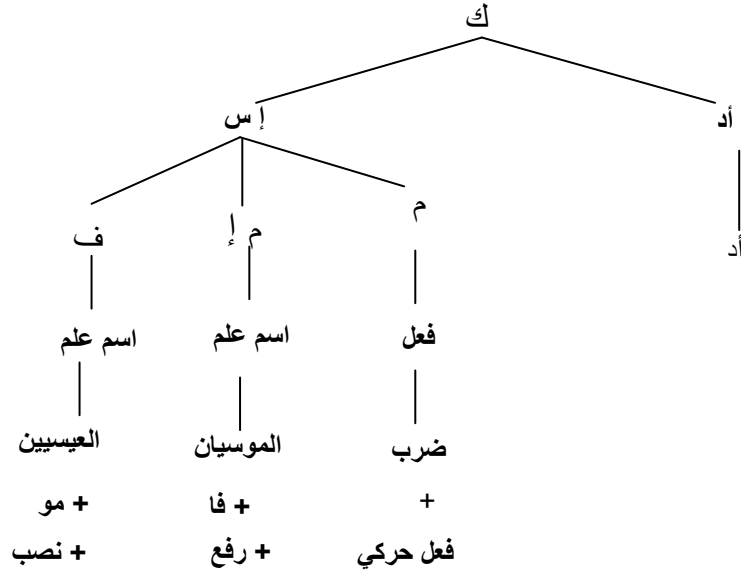 ك
أد إ س
م م إ ف
أد
فعل اسم علم اسم علم
ضرب الموسيان العيسيين
+ + فا + مو
فعل حركي + رفع + نصب